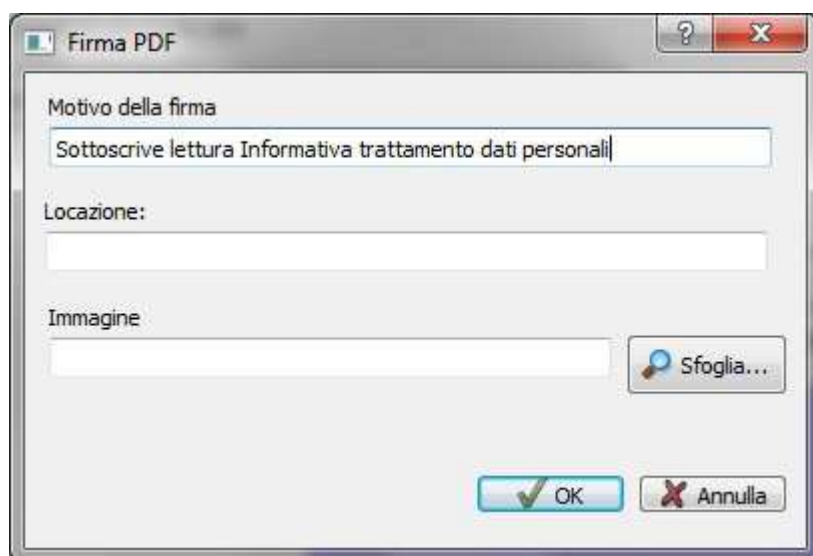 Firma PDF
Motivo della firma
Sottoscrive lettura Informativa trattamento dati personali
Locazione:
Immagine
Sfoglia...
OK
Annulla